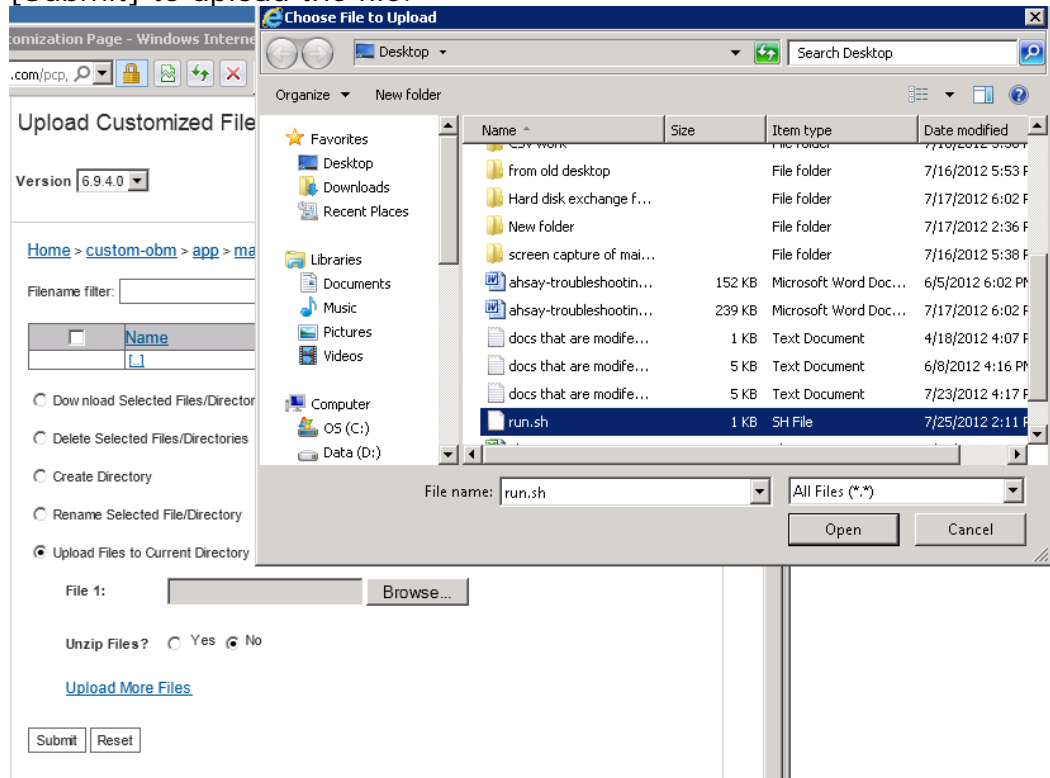 [Submit] to upload the file.
Choose File to Upload
omization Page - Windows Interne
.com/pcp,
Desktop
Search Desktop
Organize New folder
Upload Customized File
Version 6.9.4.0
Home > custom-obm > app > ma
Filename filter:
Name
[..]
Download Selected Files/Director
Delete Selected Files/Directories
Create Directory
Rename Selected File/Directory
Upload Files to Current Directory
Favorites
Desktop
Downloads
Recent Places
Libraries
Documents
Music
Pictures
Videos
Computer
OS (C:)
Data (D:)
Name Size Item type Date modified
from old desktop File folder 7/16/2012 5:53 P
Hard disk exchange f... File folder 7/17/2012 6:02 P
New folder File folder 7/17/2012 2:36 P
screen capture of mai... File folder 7/16/2012 5:38 P
ahsay-troubleshootin... 152 KB Microsoft Word Doc... 6/5/2012 6:02 PM
ahsay-troubleshootin... 239 KB Microsoft Word Doc... 7/17/2012 6:02 P
docs that are modife... 1 KB Text Document 4/18/2012 4:07 P
docs that are modife... 5 KB Text Document 6/8/2012 4:16 PM
docs that are modife... 5 KB Text Document 7/23/2012 4:17 P
run.sh 1 KB SH File 7/25/2012 2:11 P
File name: run.sh All Files (*.*)
Open Cancel
File 1: Browse...
Unzip Files? Yes No
Upload More Files
Submit Reset